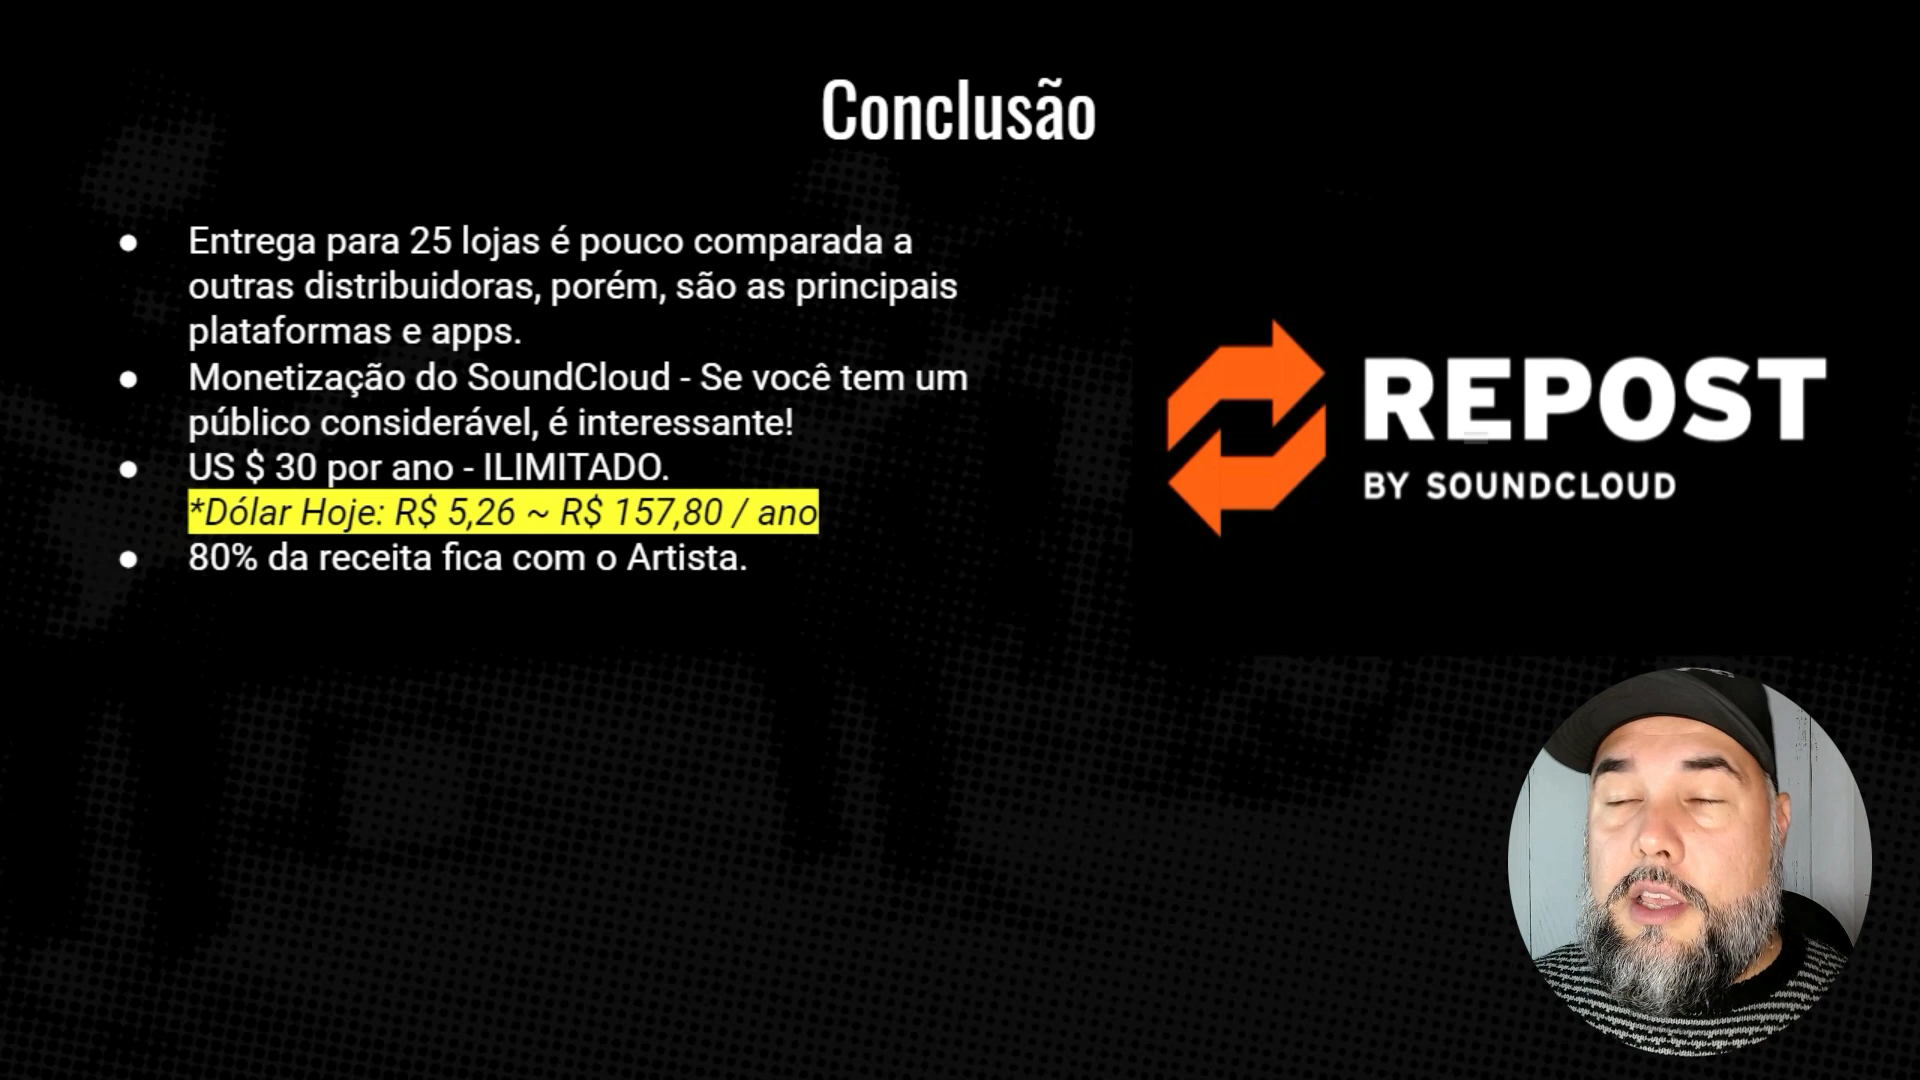 Conclusão
● Entrega para 25 lojas é pouco comparada a
outras distribuidoras, porém, são as principais
plataformas e apps.
● Monetização do SoundCloud - Se você tem um
público considerável, é interessante!
● US $ 30 por ano - ILIMITADO.
*Dólar Hoje: R$ 5,26 ~ R$ 157,80 / ano
● 80% da receita fica com o Artista.
REPOST
BY SOUNDCLOUD